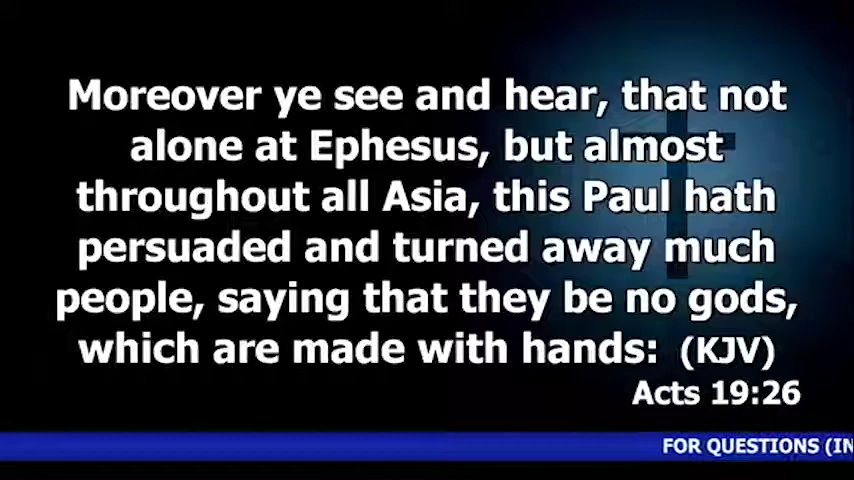 Moreover ye see and hear, that not
alone at Ephesus, but almost
throughout all Asia, this Paul hath
persuaded and turned away much
people, saying that they be no gods,
which are made with hands: (KJV)
Acts 19:26
FOR QUESTIONS (IN